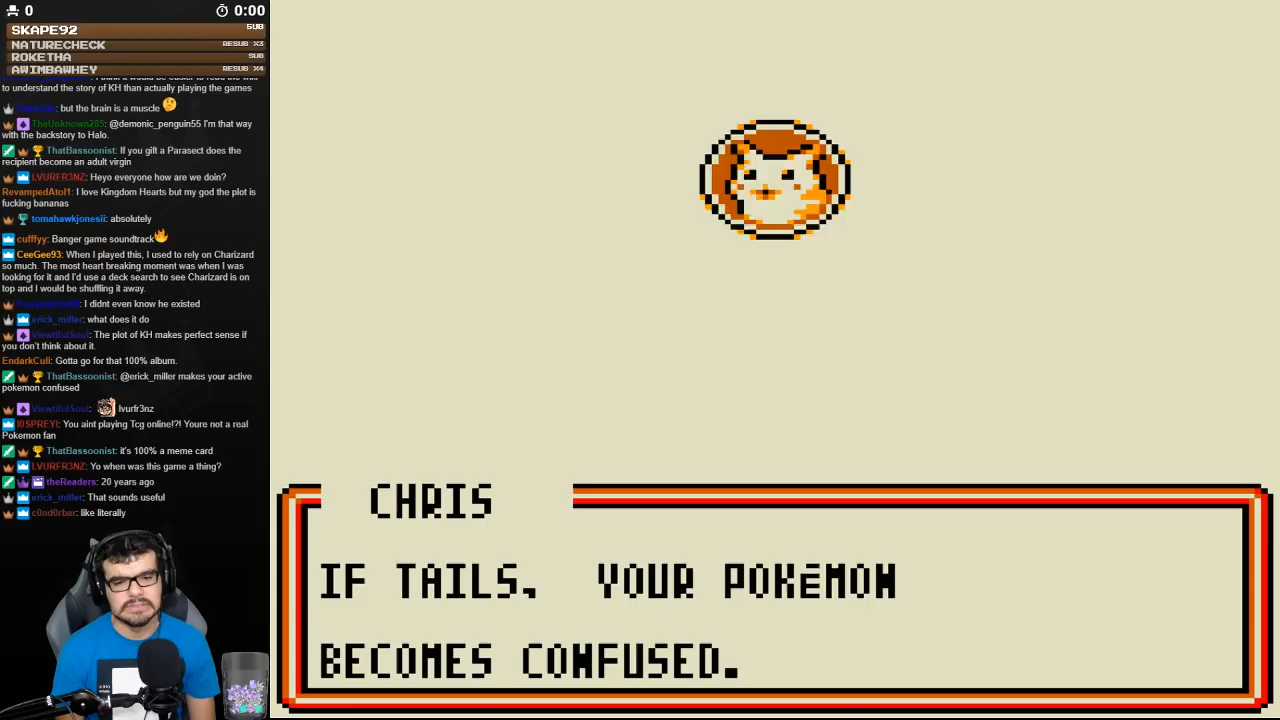 0
0:00
SKAPE92 SUB
NATURECHECK RESUB X3
ROKETHA SUB
AWIMBAWHEY RESUB X4
to understand the story of KH than actually playing the games
but the brain is a muscle
TheUnknown285: @demonic_penguin55 I'm that way
with the backstory to Halo.
ThatBassoonist: If you gift a Parasect does the
recipient become an adult virgin
LVURFR3NZ: Heyo everyone how are we doin?
RevampedAtol1: I love Kingdom Hearts but my god the plot is
fucking bananas
tomahawkjonesii: absolutely
cufffyy: Banger game soundtrack
CeeGee93: When I played this, I used to rely on Charizard
so much. The most heart breaking moment was when I was
looking for it and I'd use a deck search to see Charizard is on
top and I would be shuffling it away.
I didnt even know he existed
erick_miller: what does it do
ViewtifulSoul: The plot of KH makes perfect sense if
you don't think about it.
EndarkCuli: Gotta go for that 100% album.
ThatBassoonist: @erick_miller makes your active
pokemon confused
ViewtifulSoul: lvurfr3nz
I0SPREYI: You aint playing Tcg online!?! Youre not a real
Pokemon fan
ThatBassoonist: it's 100% a meme card
LVURFR3NZ: Yo when was this game a thing?
theReaders: 20 years ago
erick_miller: That sounds useful
c0nd0rbar: like literally
CHRIS
IF TAILS, YOUR POKéMON
BECOMES CONFUSED.